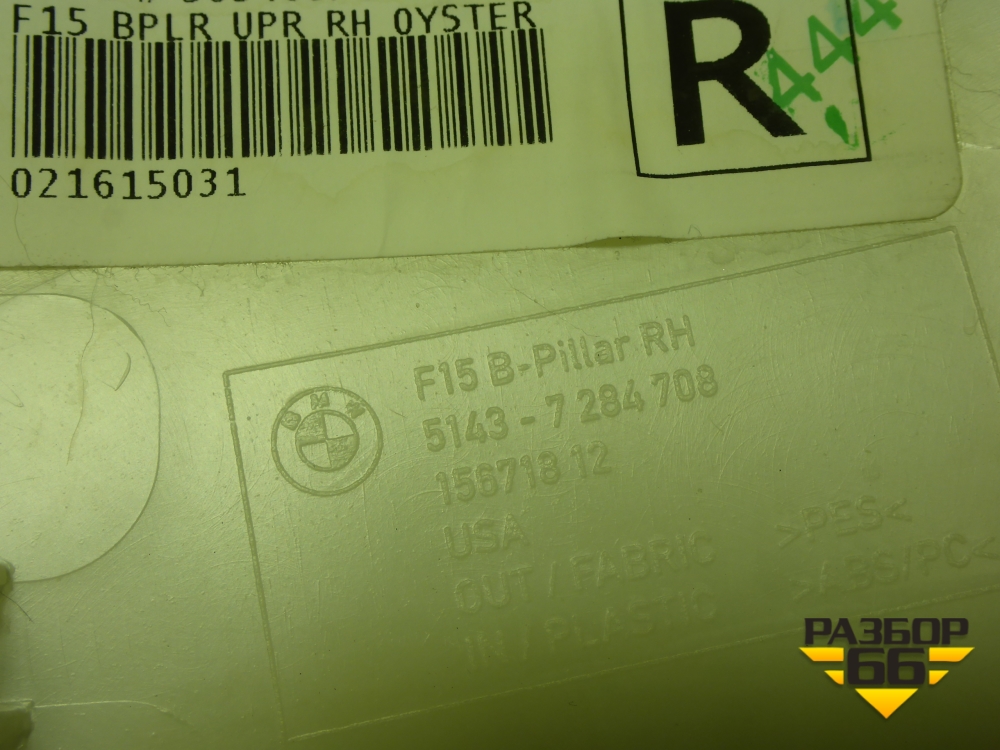 F15 BPLR UPR RH OYSTER
R
444
021615031
BMW
F15 B-Pillar RH
5143 - 7 284 708
156718 12
USA
OUT / FABRIC >PES<
IN / PLASTIC >ABS/PC<
РАЗБОР
66